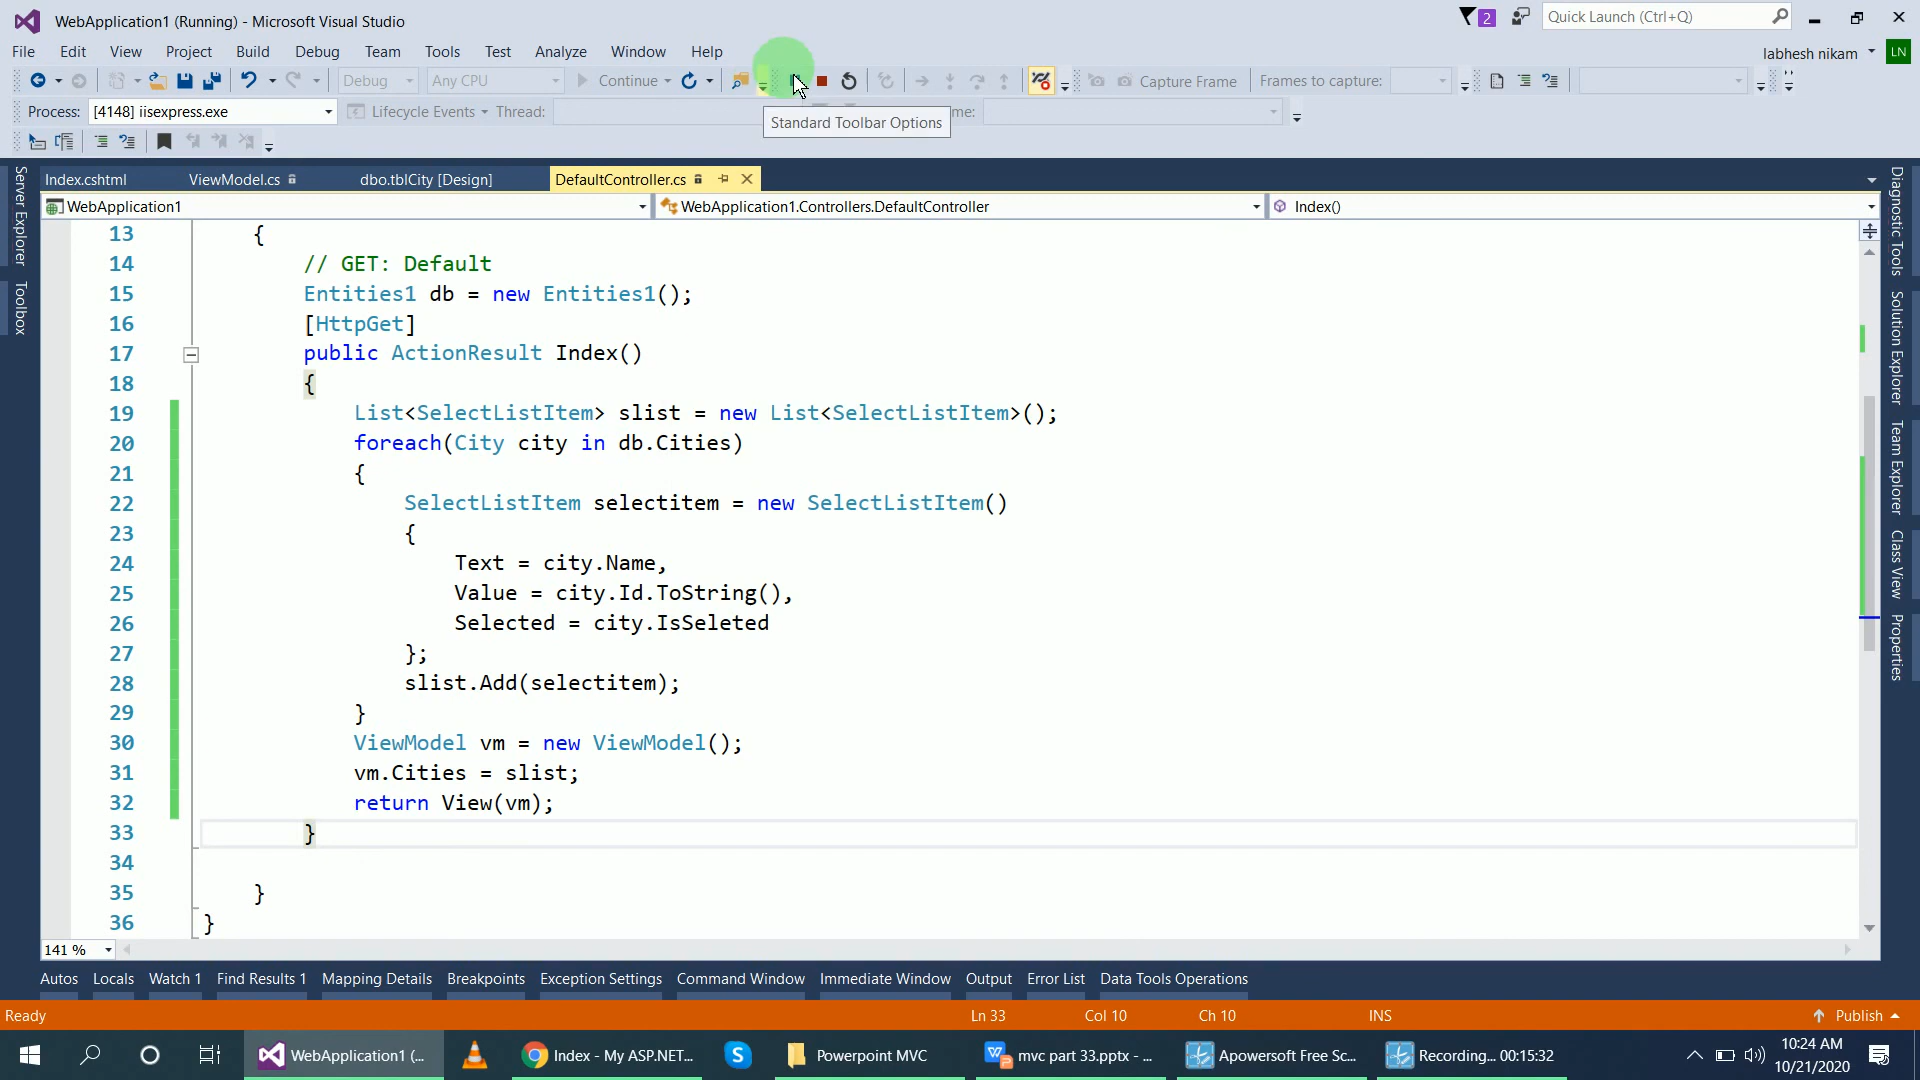 WebApplication1 (Running) - Microsoft Visual Studio
2
Quick Launch (Ctrl+Q)
File Edit View Project Build Debug Team Tools Test Analyze Window Help
labhesh nikam LN
Debug Any CPU Continue Capture Frame Frames to capture:
Process: [4148] iisexpress.exe Lifecycle Events Thread:
Standard Toolbar Options
Index.cshtml ViewModel.cs dbo.tblCity [Design] DefaultController.cs
WebApplication1 WebApplication1.Controllers.DefaultController Index()
Server Explorer
Toolbox
Diagnostic Tools
Solution Explorer
Team Explorer
Class View
Properties
13 {
14 // GET: Default
15 Entities1 db = new Entities1();
16 [HttpGet]
17 public ActionResult Index()
18 {
19 List<SelectListItem> slist = new List<SelectListItem>();
20 foreach(City city in db.Cities)
21 {
22 SelectListItem selectitem = new SelectListItem()
23 {
24 Text = city.Name,
25 Value = city.Id.ToString(),
26 Selected = city.IsSeleted
27 };
28 slist.Add(selectitem);
29 }
30 ViewModel vm = new ViewModel();
31 vm.Cities = slist;
32 return View(vm);
33 }
34
35 }
36 }
141 %
Autos Locals Watch 1 Find Results 1 Mapping Details Breakpoints Exception Settings Command Window Immediate Window Output Error List Data Tools Operations
Ready Ln 33 Col 10 Ch 10 INS Publish
WebApplication1 (... Index - My ASP.NET... Powerpoint MVC mvc part 33.pptx - ... Apowersoft Free Sc... Recording... 00:15:32
10:24 AM
10/21/2020